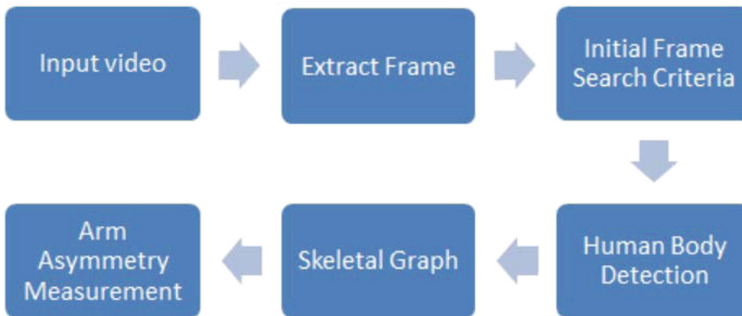 Input video
Extract Frame
Initial Frame
Search Criteria
Human Body
Detection
Skeletal Graph
Arm
Asymmetry
Measurement